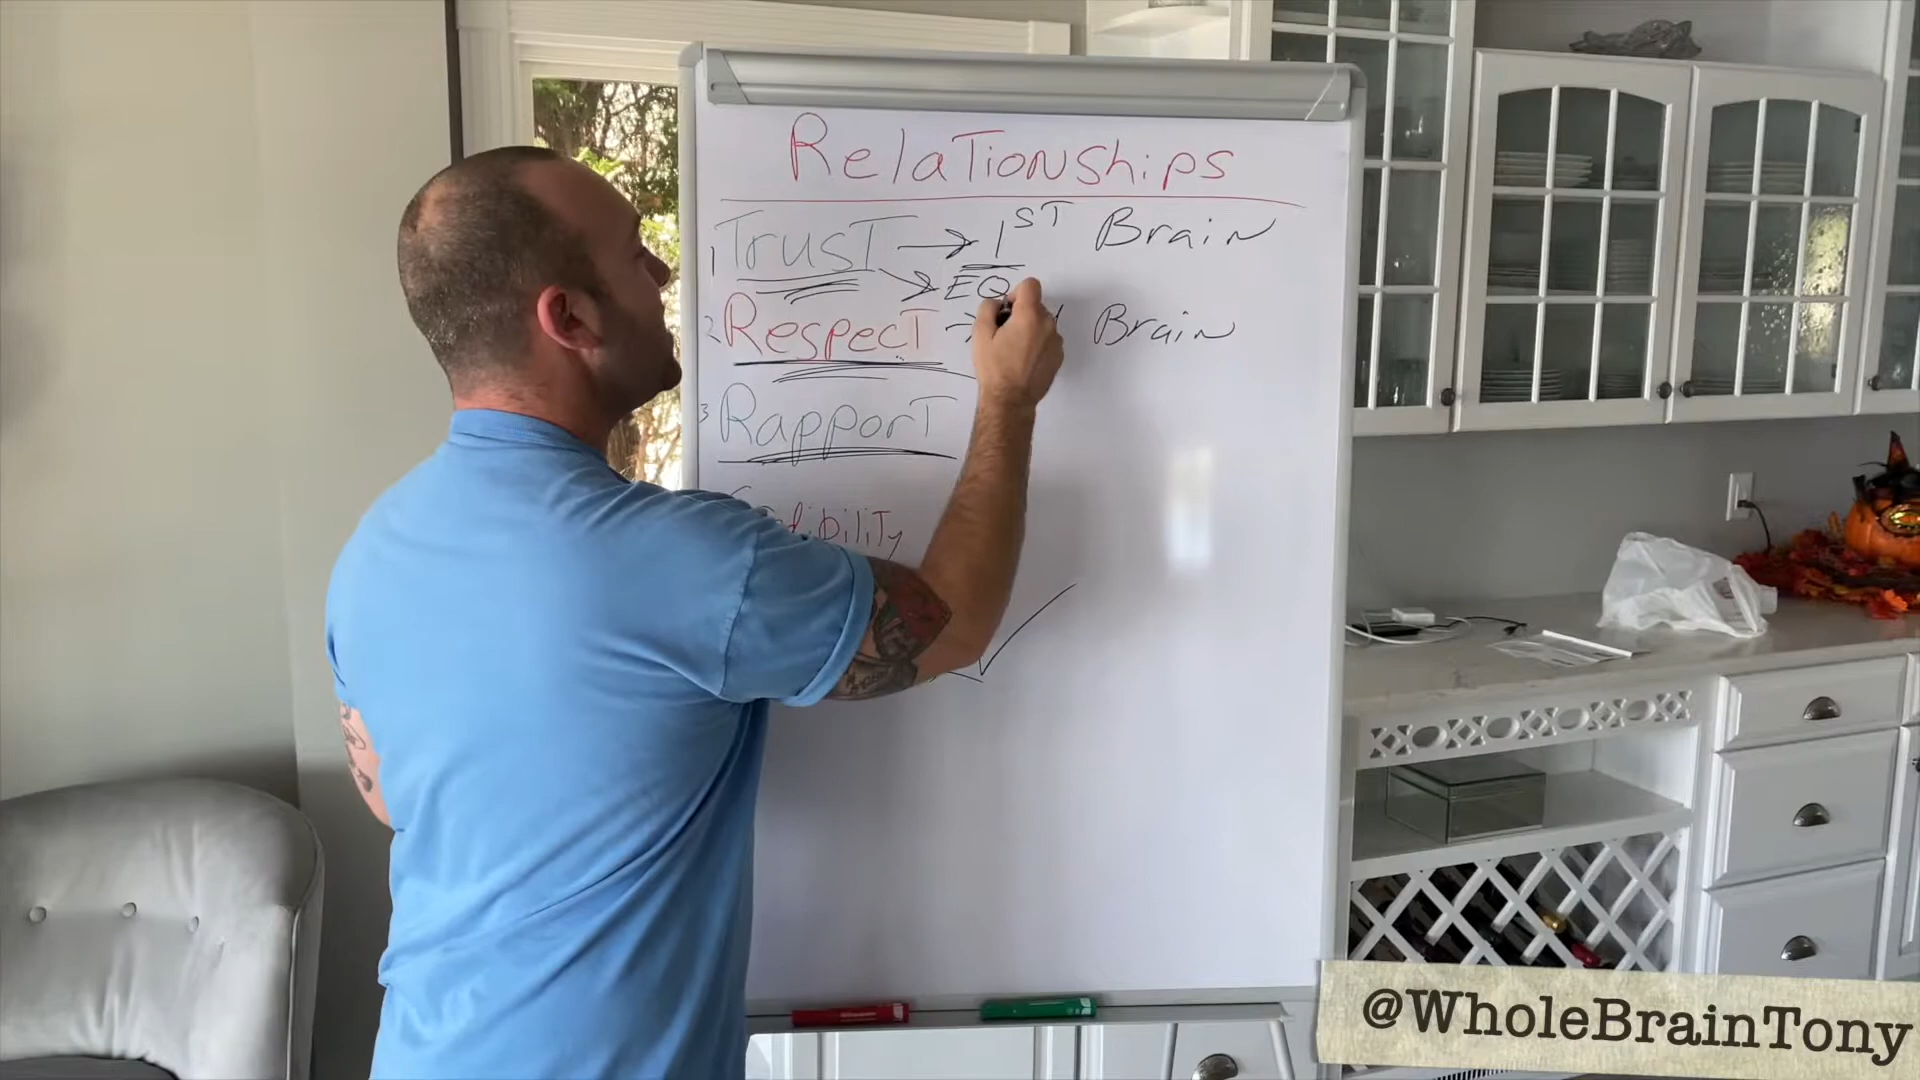 Relationships
1 Trust → 1ST Brain
→ EQ
2 Respect → Brain
3 Rapport
@WholeBrainTony